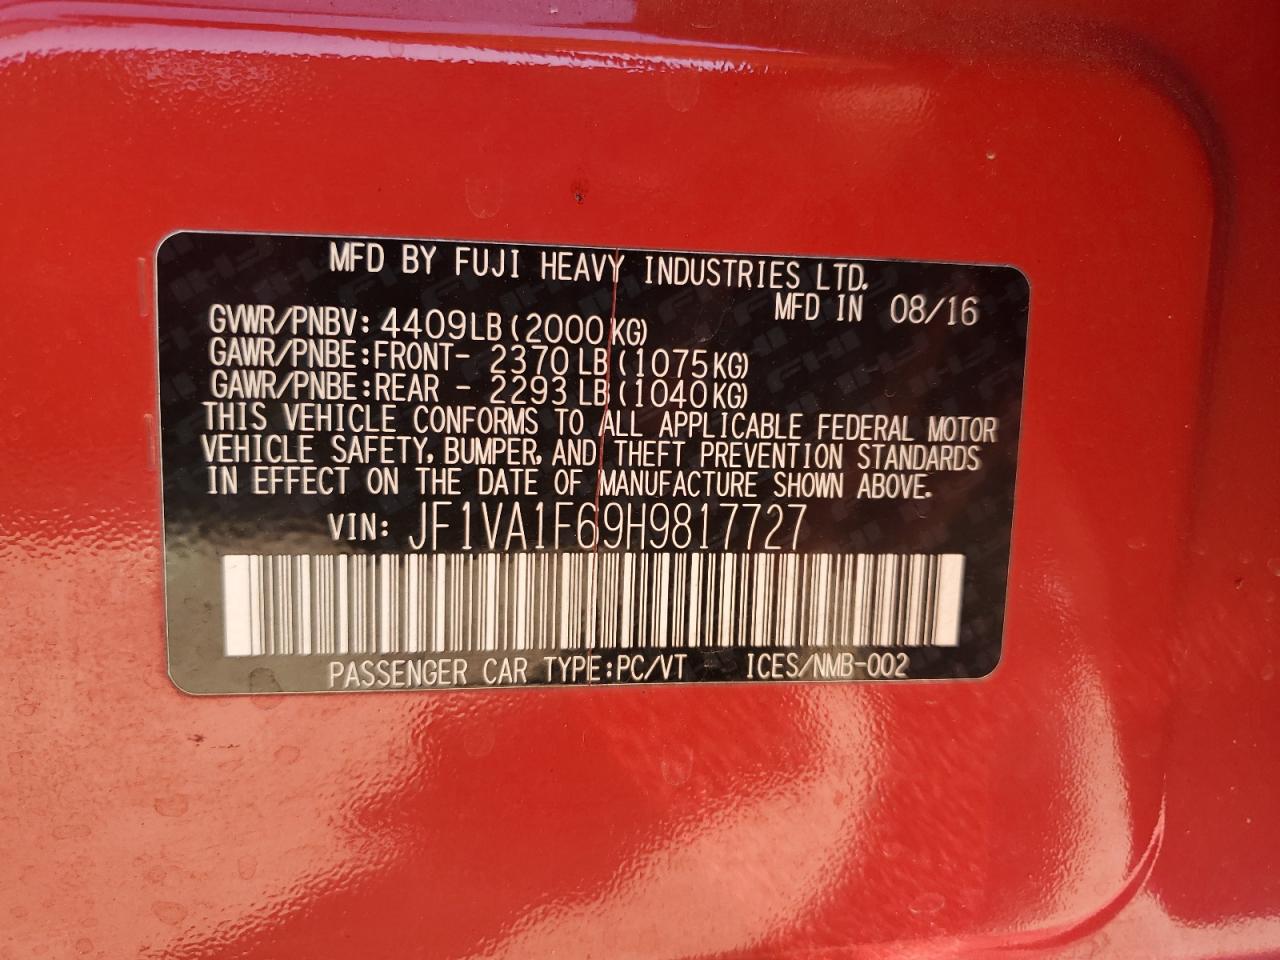 MFD BY FUJI HEAVY INDUSTRIES LTD.
MFD IN 08/16
GVWR/PNBV: 4409LB (2000KG)
GAWR/PNBE:FRONT- 2370LB (1075KG)
GAWR/PNBE:REAR - 2293LB (1040KG)
THIS VEHICLE CONFORMS TO ALL APPLICABLE FEDERAL MOTOR
VEHICLE SAFETY, BUMPER, AND THEFT PREVENTION STANDARDS
IN EFFECT ON THE DATE OF MANUFACTURE SHOWN ABOVE.
VIN: JF1VA1F69H9817727
PASSENGER CAR TYPE:PC/VT ICES/NMB-002